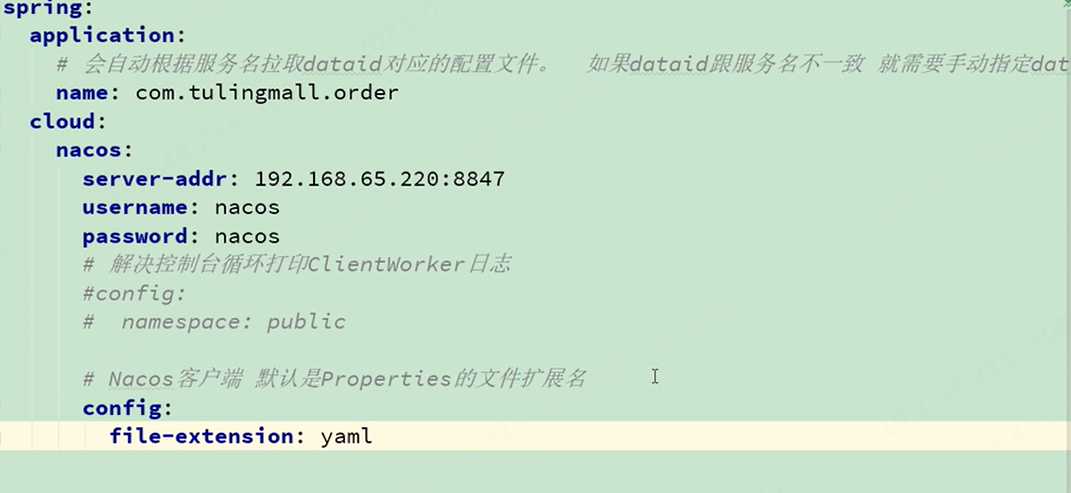 spring:
application:
# 会自动根据服务名拉取dataid对应的配置文件。 如果dataid跟服务名不一致 就需要手动指定dat
name: com.tulingmall.order
cloud:
nacos:
server-addr: 192.168.65.220:8847
username: nacos
password: nacos
# 解决控制台循环打印ClientWorker日志
#config:
# namespace: public
# Nacos客户端 默认是Properties的文件扩展名
config:
file-extension: yaml